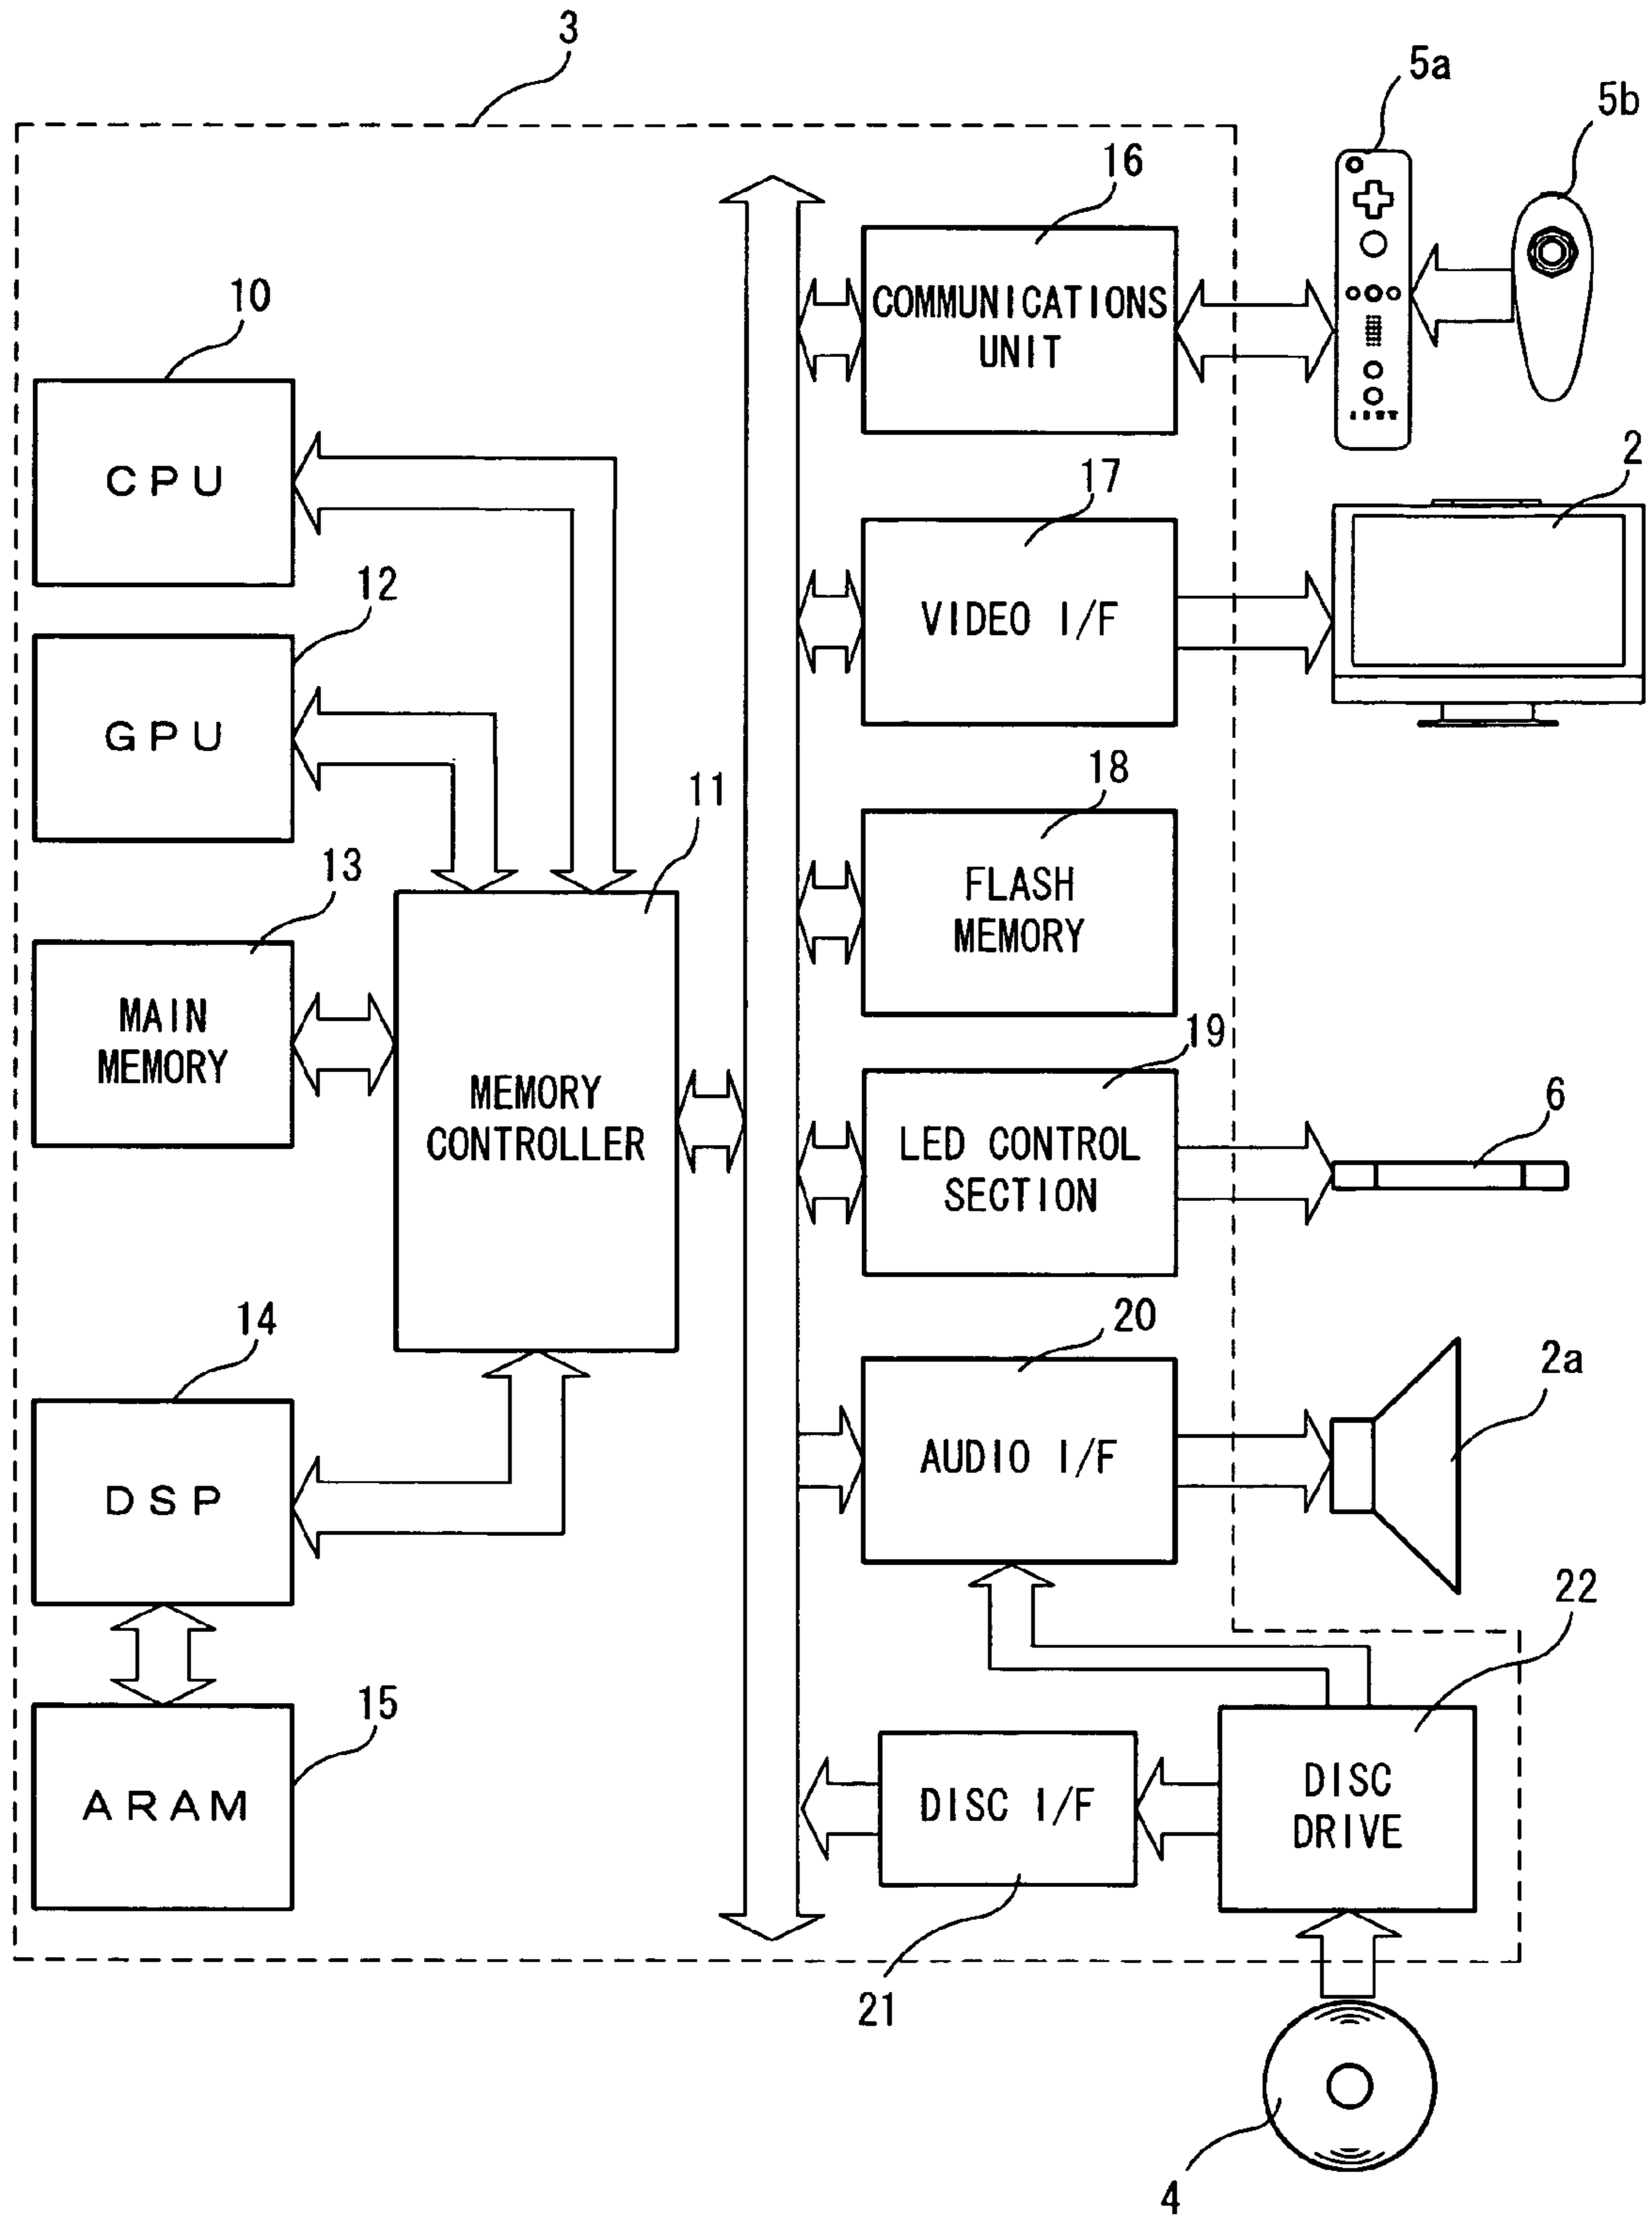 3
5a
5b
16
COMMUNICATIONS
UNIT
10
CPU
17
2
VIDEO I/F
12
GPU
18
11
FLASH
MEMORY
13
MAIN
MEMORY
19
MEMORY
CONTROLLER
LED CONTROL
SECTION
6
14
20
2a
DSP
AUDIO I/F
22
15
ARAM
DISC I/F
DISC
DRIVE
21
4